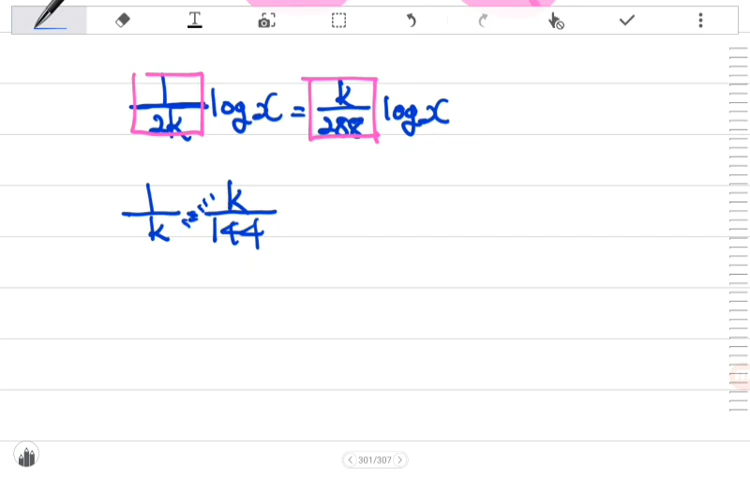 T
1/2k log x = k/288 log x
1/k = k/144
301/307